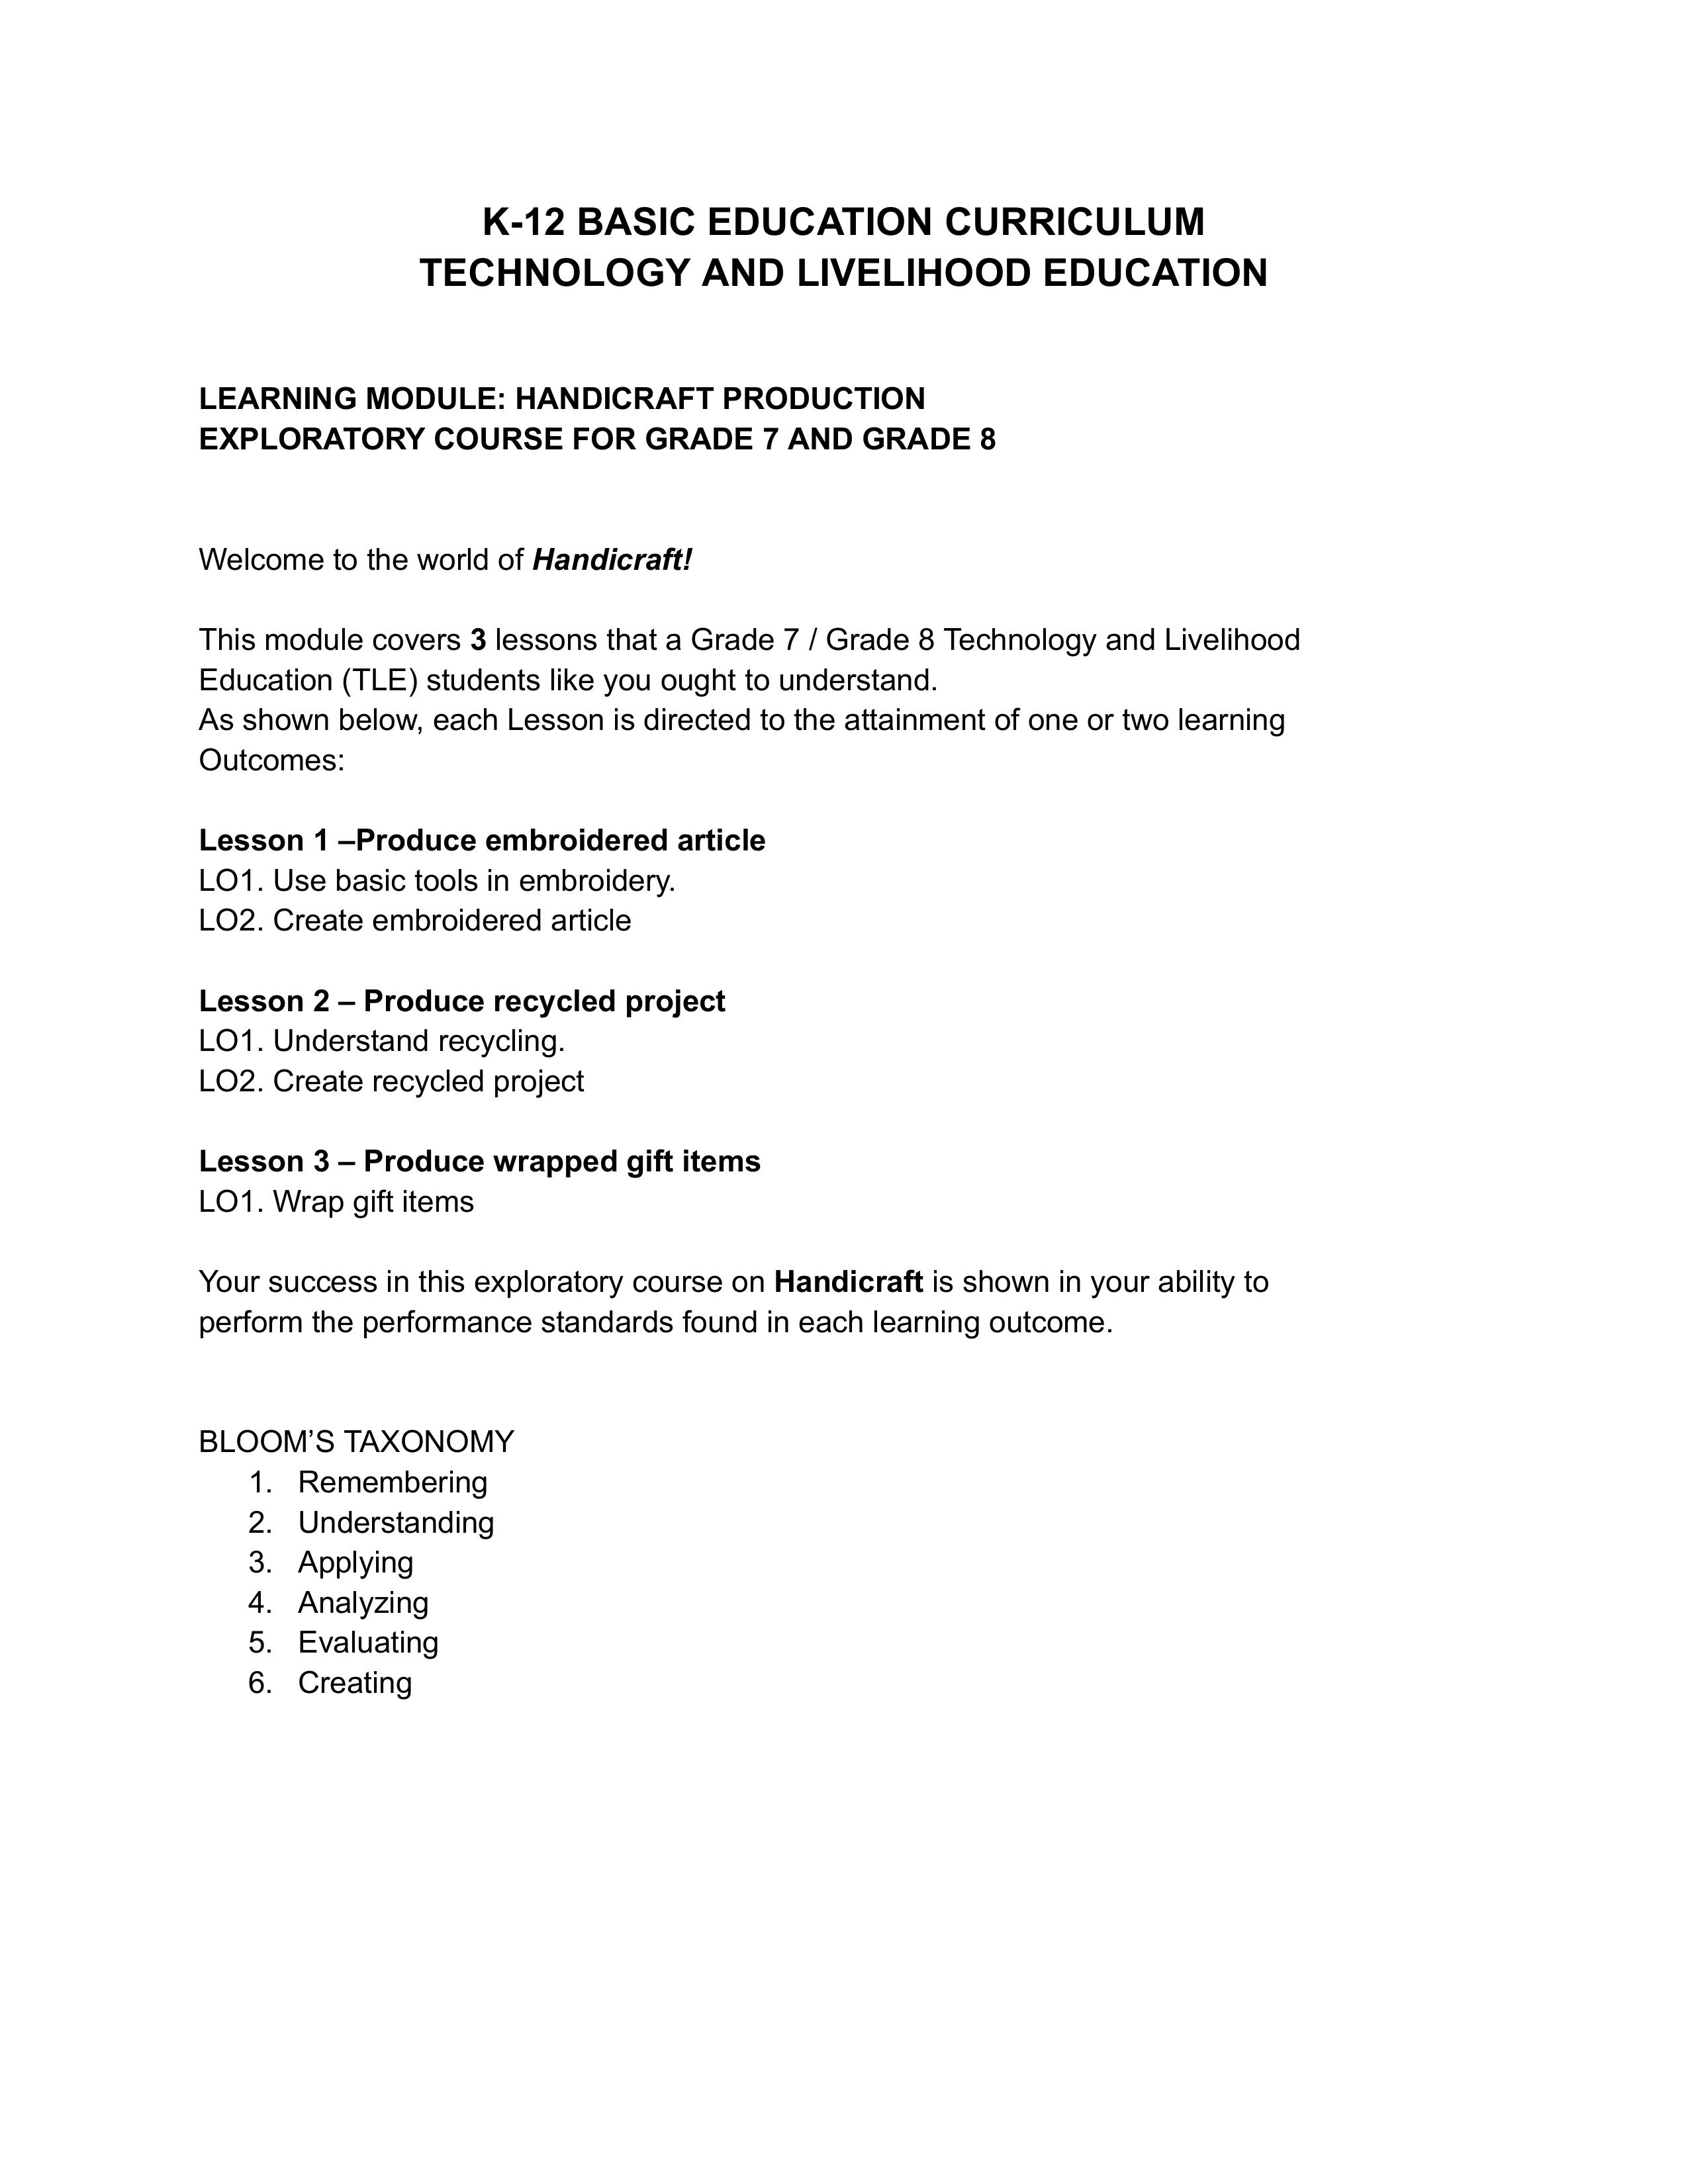 K-12 BASIC EDUCATION CURRICULUM
TECHNOLOGY AND LIVELIHOOD EDUCATION
LEARNING MODULE: HANDICRAFT PRODUCTION
EXPLORATORY COURSE FOR GRADE 7 AND GRADE 8
Welcome to the world of Handicraft!
This module covers 3 lessons that a Grade 7 / Grade 8 Technology and Livelihood
Education (TLE) students like you ought to understand.
As shown below, each Lesson is directed to the attainment of one or two learning
Outcomes:
Lesson 1 –Produce embroidered article
LO1. Use basic tools in embroidery.
LO2. Create embroidered article
Lesson 2 – Produce recycled project
LO1. Understand recycling.
LO2. Create recycled project
Lesson 3 – Produce wrapped gift items
LO1. Wrap gift items
Your success in this exploratory course on Handicraft is shown in your ability to
perform the performance standards found in each learning outcome.
BLOOM’S TAXONOMY
1. Remembering
2. Understanding
3. Applying
4. Analyzing
5. Evaluating
6. Creating